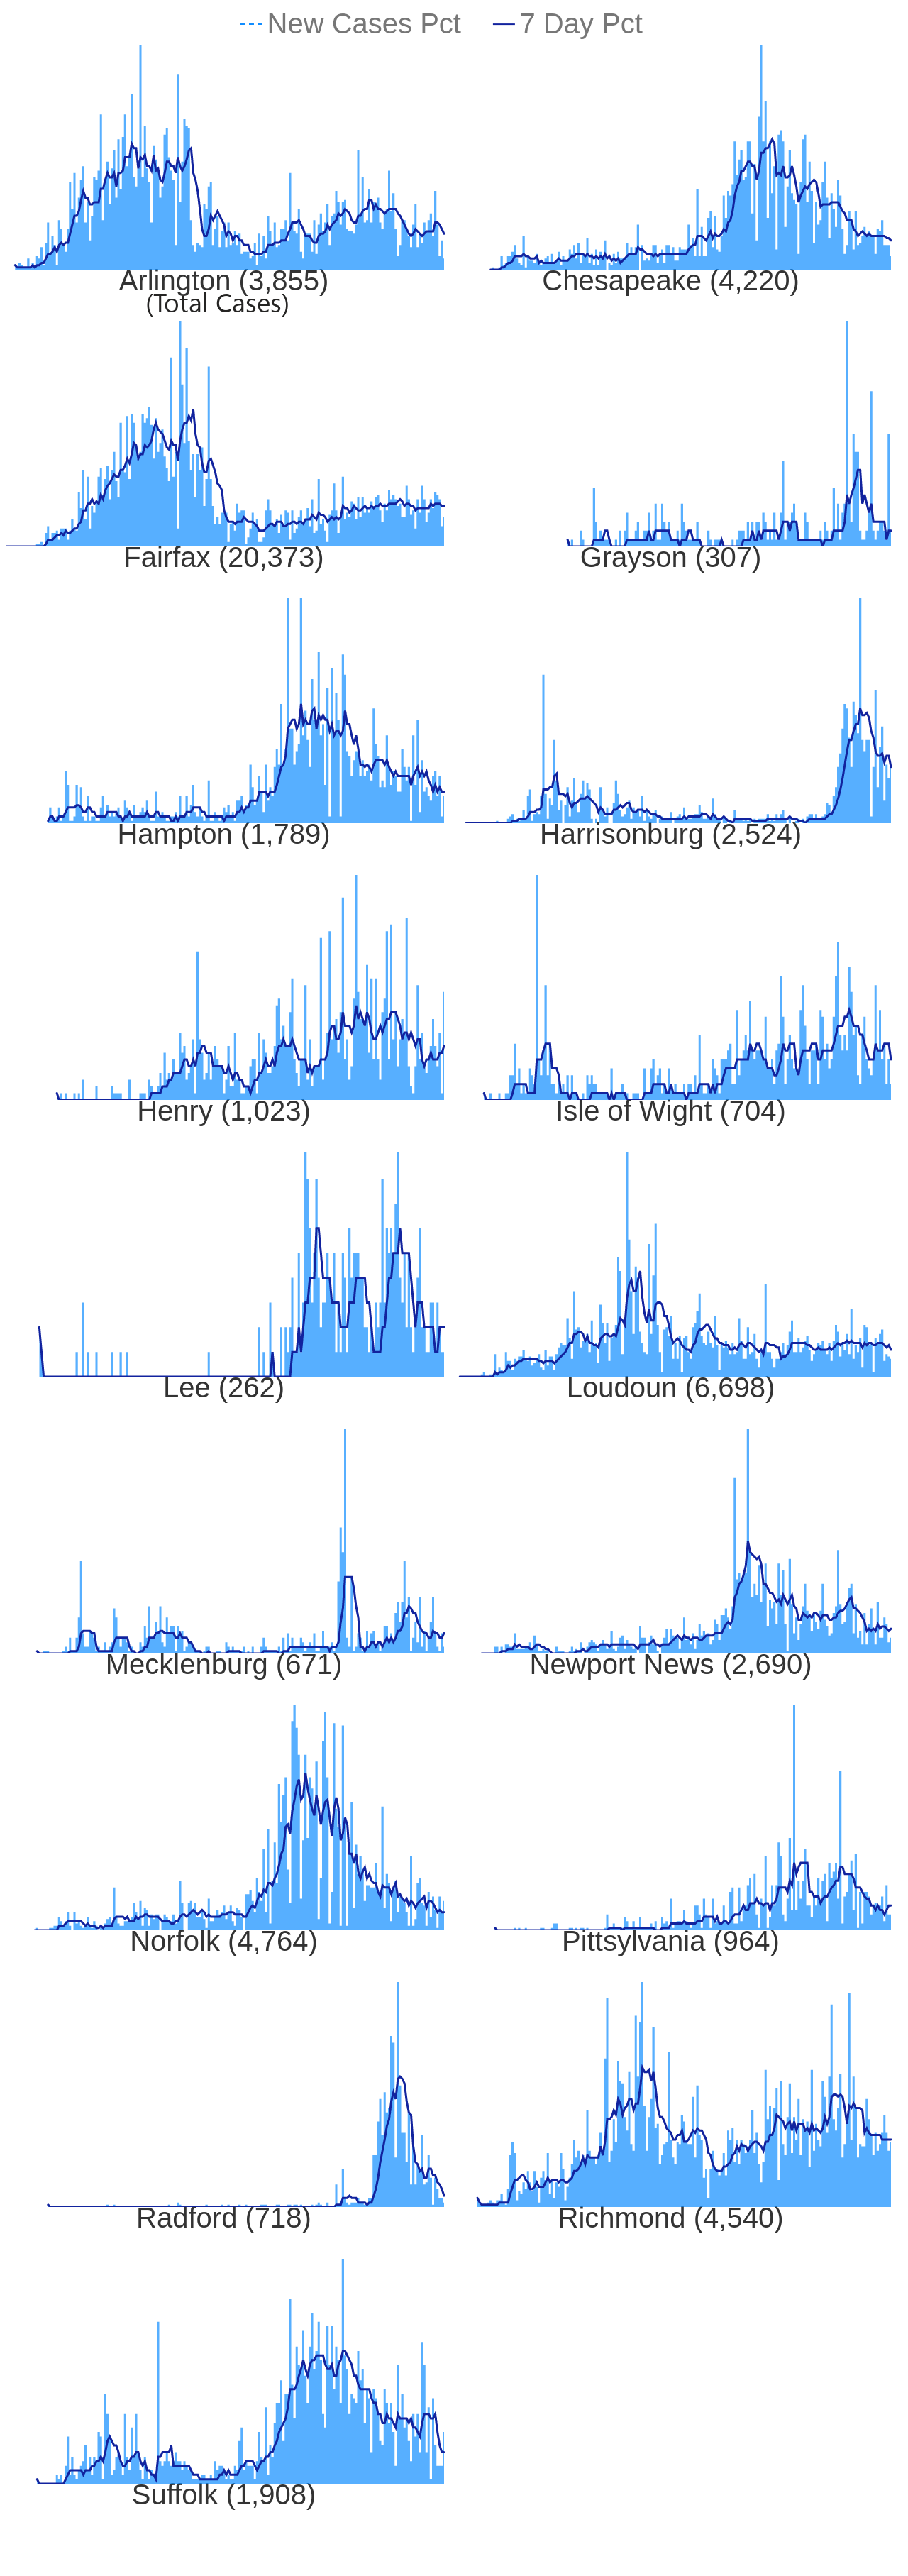 New Cases Pct 7 Day Pct
Arlington (3,855) Chesapeake (4,220)
(Total Cases)
Fairfax (20,373) Grayson (307)
Hampton (1,789) Harrisonburg (2,524)
Henry (1,023) Isle of Wight (704)
Lee (262) Loudoun (6,698)
Mecklenburg (671) Newport News (2,690)
Norfolk (4,764) Pittsylvania (964)
Radford (718) Richmond (4,540)
Suffolk (1,908)